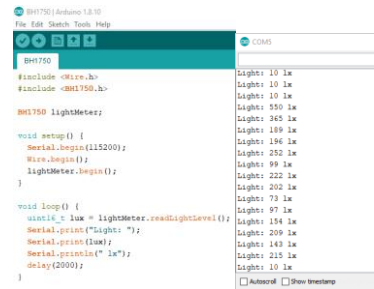 BH1750 | Arduino 1.8.10
File Edit Sketch Tools Help
BH1750
#include <Wire.h>
#include <BH1750.h>
BH1750 lightMeter;
void setup() {
Serial.begin(115200);
Wire.begin();
lightMeter.begin();
}
void loop() {
uint16_t lux = lightMeter.readLightLevel();
Serial.print("Light: ");
Serial.print(lux);
Serial.println(" lx");
delay(2000);
}
COM5
Light: 10 lx
Light: 10 lx
Light: 10 lx
Light: 550 lx
Light: 365 lx
Light: 189 lx
Light: 196 lx
Light: 252 lx
Light: 99 lx
Light: 222 lx
Light: 202 lx
Light: 73 lx
Light: 97 lx
Light: 154 lx
Light: 209 lx
Light: 143 lx
Light: 215 lx
Light: 10 lx
Autoscroll Show timestamp